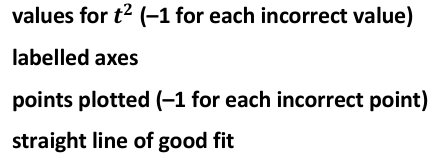 values for t² (–1 for each incorrect value)
labelled axes
points plotted (–1 for each incorrect point)
straight line of good fit